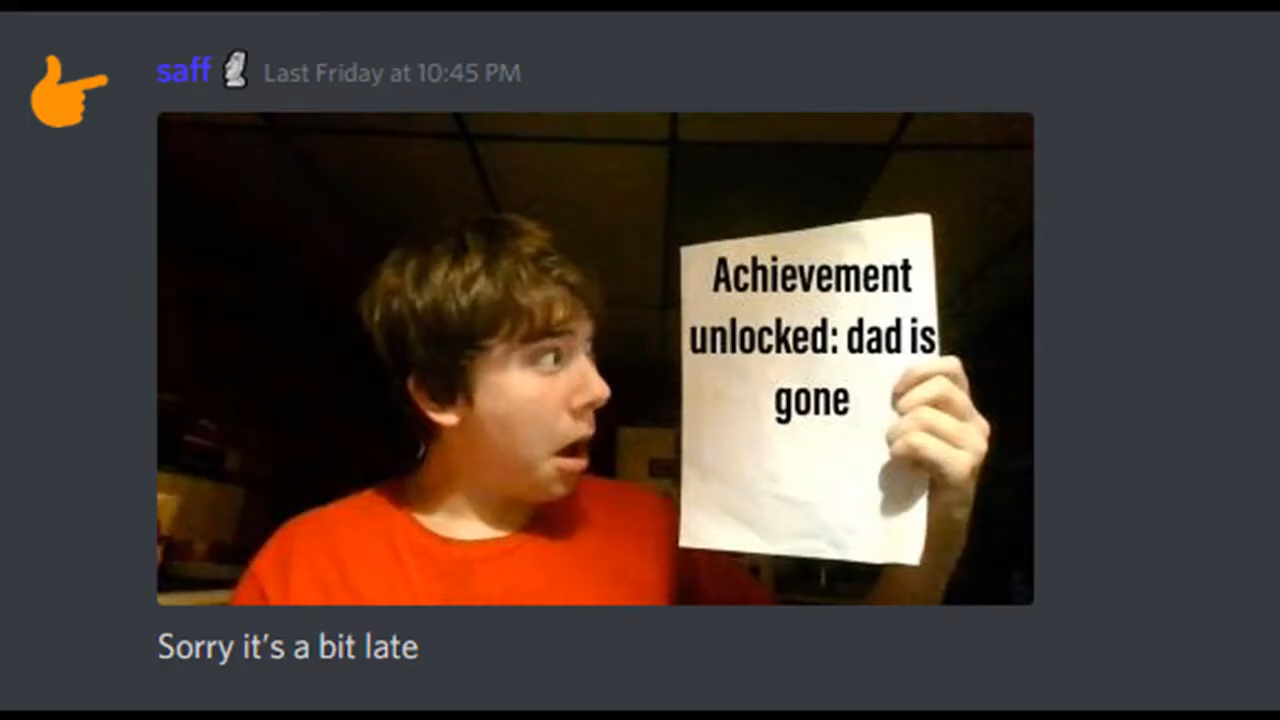 saff 🗿 Last Friday at 10:45 PM
Achievement
unlocked: dad is
gone
Sorry it's a bit late